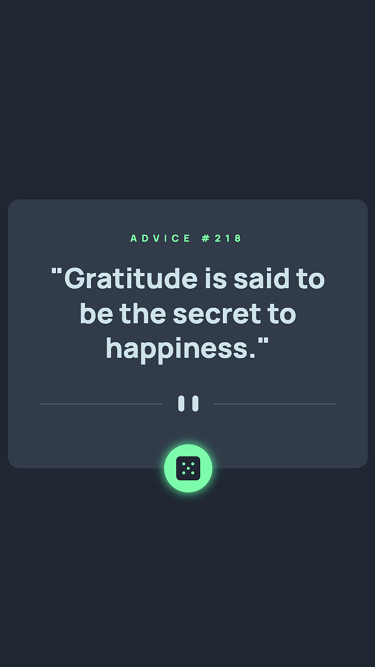 ADVICE #218
"Gratitude is said to
be the secret to
happiness."